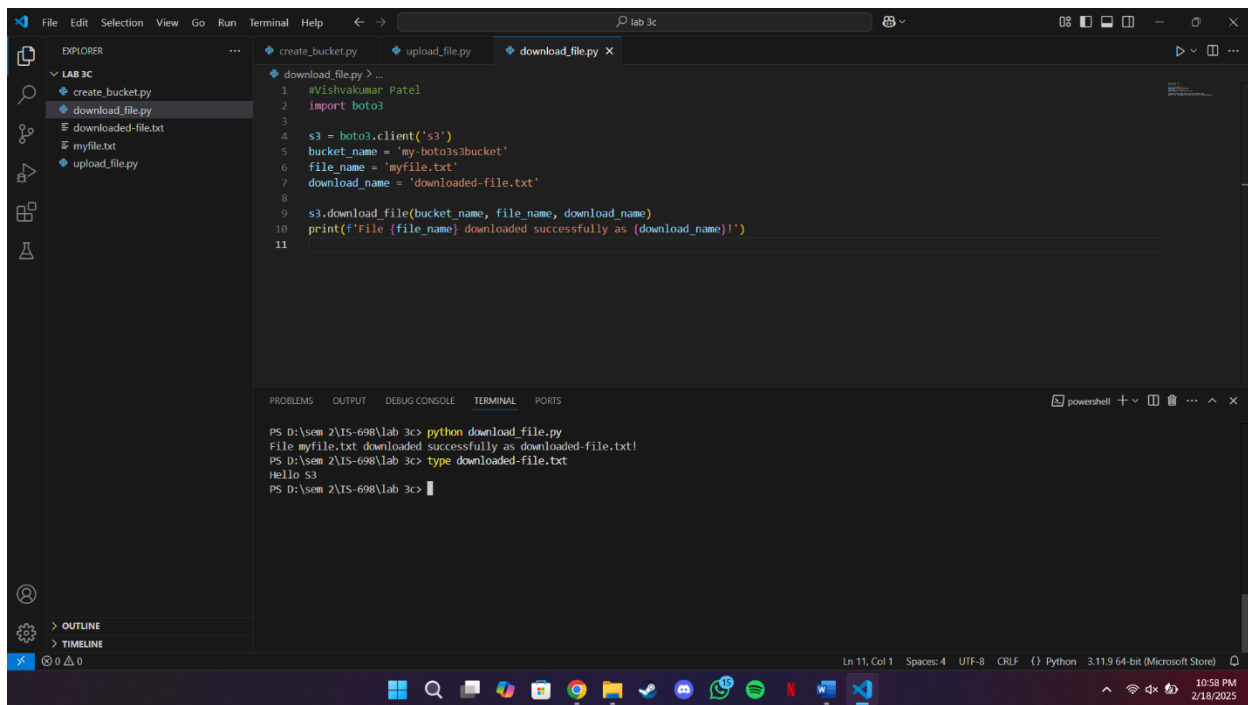 File Edit Selection View Go Run Terminal Help
lab 3c
EXPLORER
LAB 3C
create_bucket.py
download_file.py
downloaded-file.txt
myfile.txt
upload_file.py
OUTLINE
TIMELINE
create_bucket.py upload_file.py download_file.py
download_file.py > ...
1 #Vishvakumar Patel
2 import boto3
3
4 s3 = boto3.client('s3')
5 bucket_name = 'my-boto3s3bucket'
6 file_name = 'myfile.txt'
7 download_name = 'downloaded-file.txt'
8
9 s3.download_file(bucket_name, file_name, download_name)
10 print(f'File {file_name} downloaded successfully as {download_name}!')
11
PROBLEMS OUTPUT DEBUG CONSOLE TERMINAL PORTS
powershell
PS D:\sem 2\IS-698\lab 3c> python download_file.py
File myfile.txt downloaded successfully as downloaded-file.txt!
PS D:\sem 2\IS-698\lab 3c> type downloaded-file.txt
Hello S3
PS D:\sem 2\IS-698\lab 3c>
0 0
Ln 11, Col 1 Spaces: 4 UTF-8 CRLF {} Python 3.11.9 64-bit (Microsoft Store)
15
10:58 PM
2/18/2025